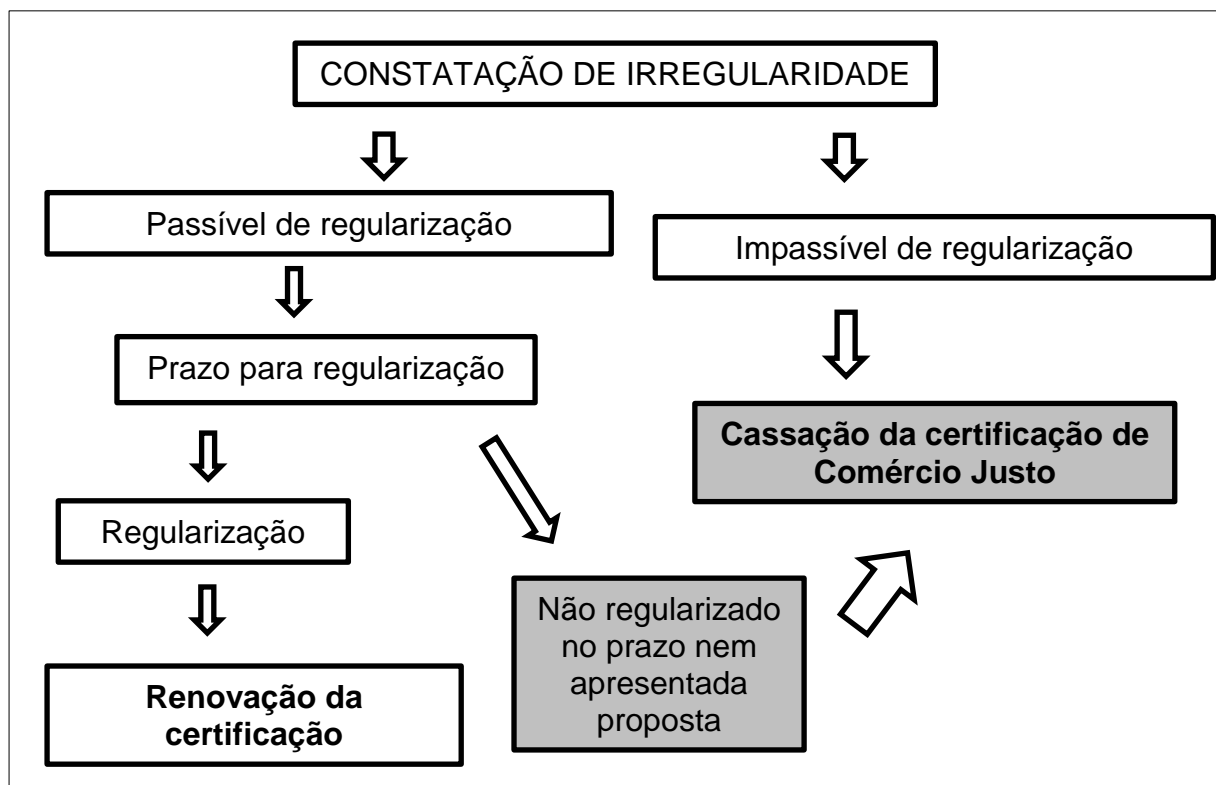 CONSTATAÇÃO DE IRREGULARIDADE
Passível de regularização
Impassível de regularização
Prazo para regularização
Cassação da certificação de
Comércio Justo
Regularização
Não regularizado
no prazo nem
apresentada
proposta
Renovação da
certificação